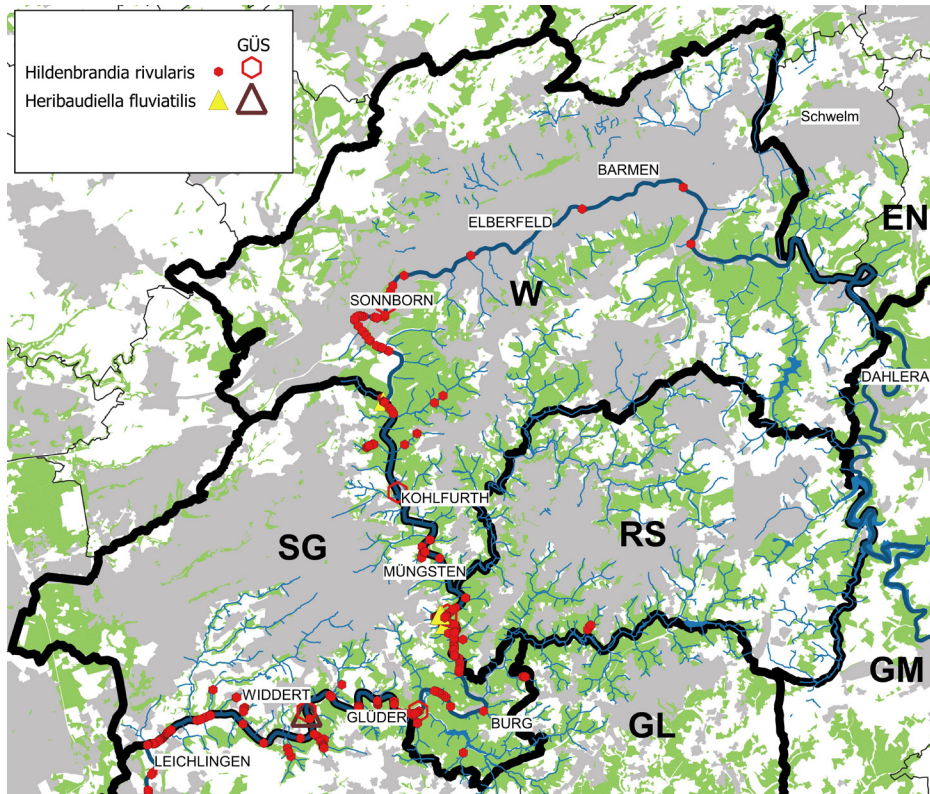 GÜS
Hildenbrandia rivularis
Heribaudiella fluviatilis
Schwelm
BARMEN
EN
ELBERFELD
W
SONNBORN
DAHLERA
KOHLFURTH
SG
RS
MÜNGSTEN
GM
WIDDERT
GLÜDER
BURG
GL
LEICHLINGEN